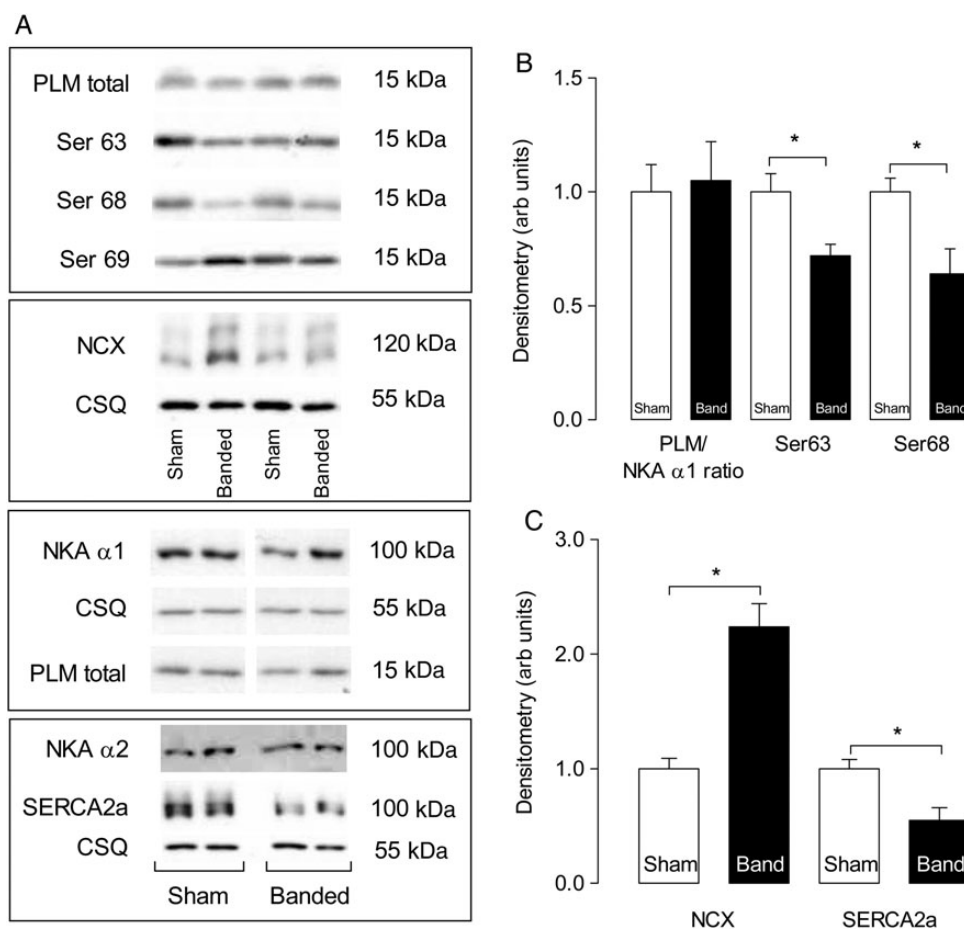 A
PLM total 15 kDa
Ser 63 15 kDa
Ser 68 15 kDa
Ser 69 15 kDa
NCX 120 kDa
CSQ 55 kDa
Sham Banded Sham Banded
NKA α1 100 kDa
CSQ 55 kDa
PLM total 15 kDa
NKA α2 100 kDa
SERCA2a 100 kDa
CSQ 55 kDa
Sham Banded
B
Densitometry (arb units)
1.5
1.0
0.5
0.0
* *
Sham Band Sham Band Sham Band
PLM/ Ser63 Ser68
NKA α1 ratio
C
Densitometry (arb units)
3.0
2.0
1.0
0.0
*
*
Sham Band Sham Band
NCX SERCA2a